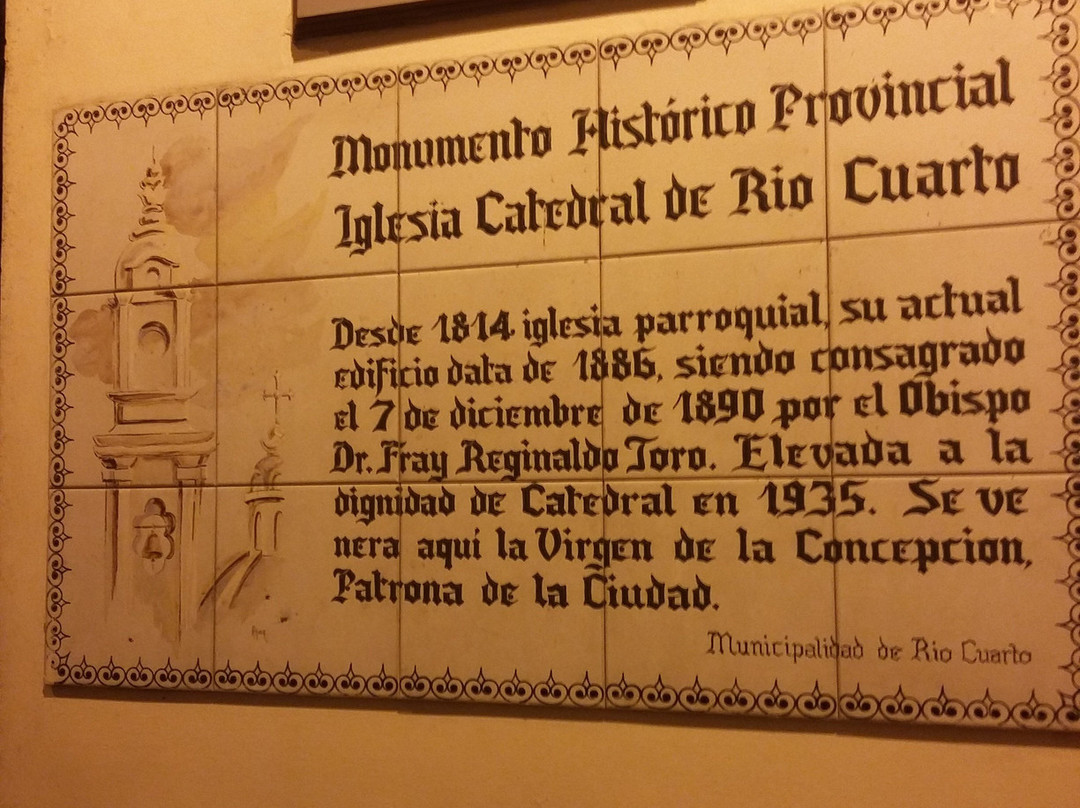 Monumento Histórico Provincial
Iglesia Catedral de Rio Cuarto
Desde 1814 iglesia parroquial, su actual
edificio data de 1886, siendo consagrado
el 7 de diciembre de 1890 por el Obispo
Dr. Fray Reginaldo Toro. Elevada a la
dignidad de Catedral en 1935. Se ve
nera aquí la Virgen de la Concepcion,
Patrona de la Ciudad.
Municipalidad de Rio Cuarto